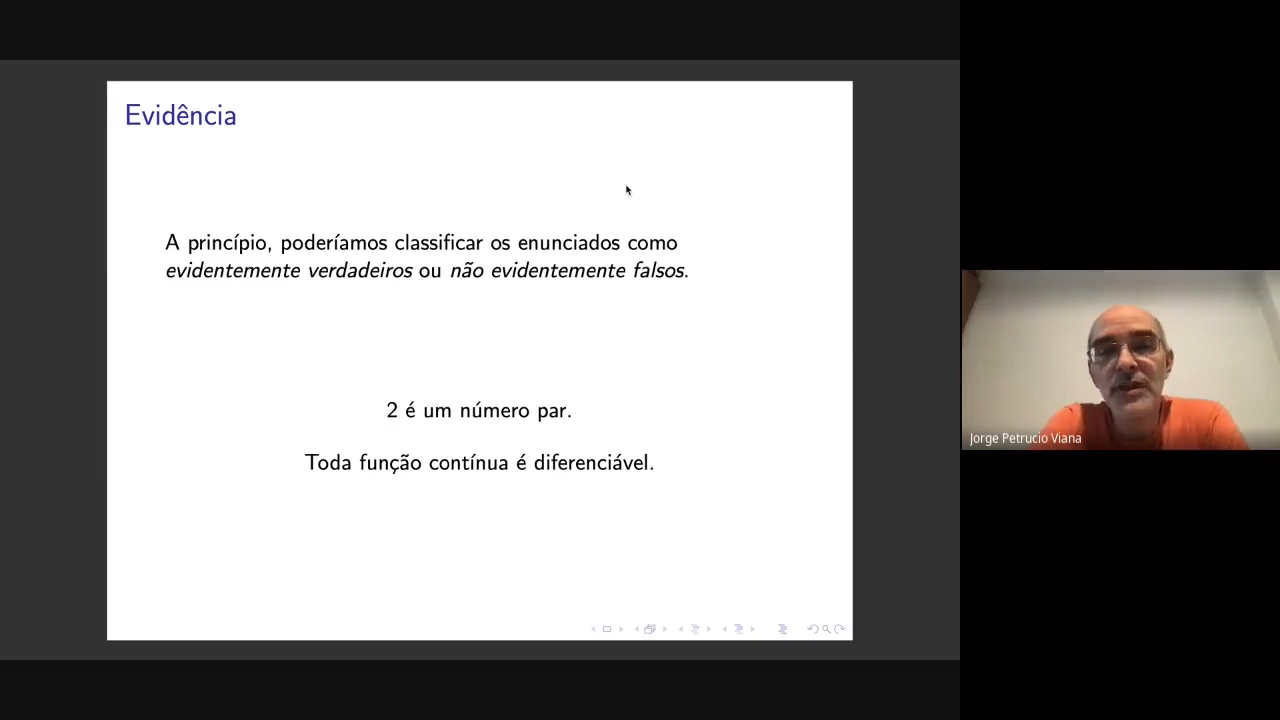 Evidência
A princípio, poderíamos classificar os enunciados como
evidentemente verdadeiros ou não evidentemente falsos.
2 é um número par.
Toda função contínua é diferenciável.
Jorge Petrucio Viana